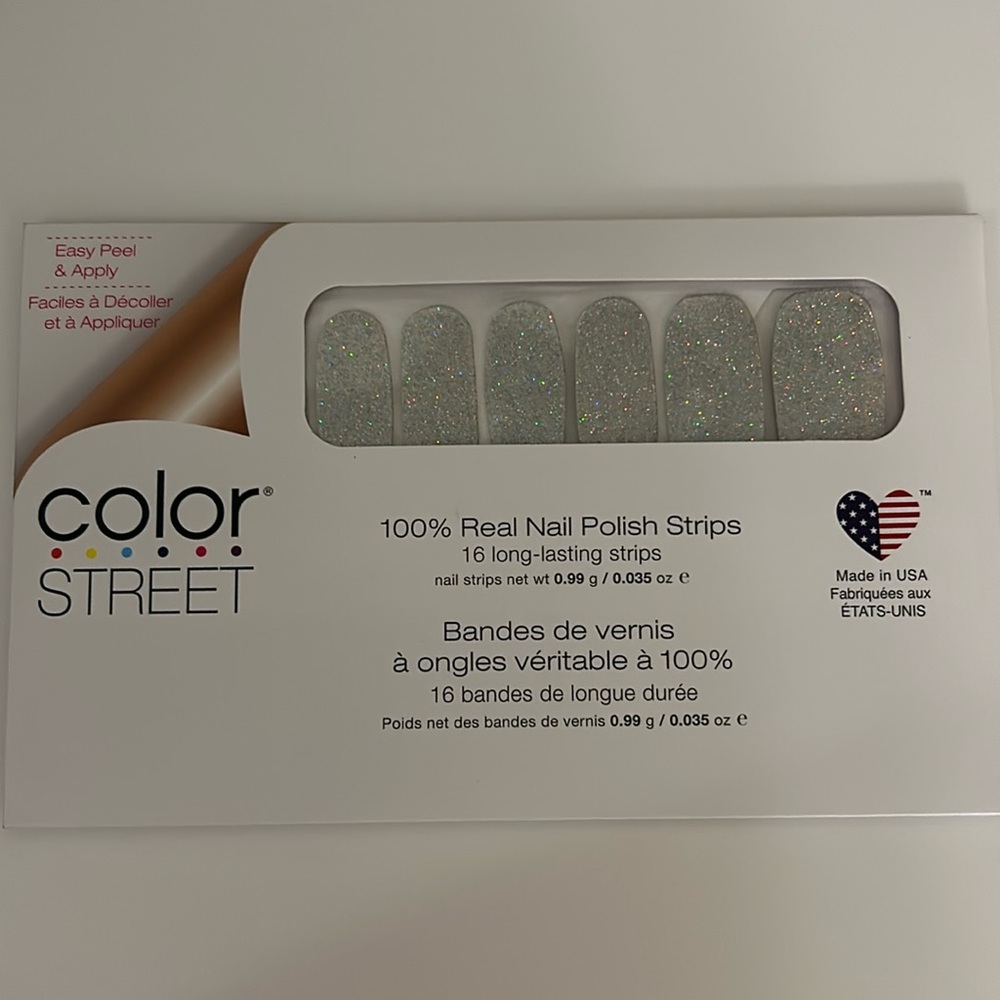 Easy Peel
& Apply
Faciles à Décoller
et à Appliquer
color®
STREET
100% Real Nail Polish Strips
16 long-lasting strips
nail strips net wt 0.99 g / 0.035 oz ℮
Bandes de vernis
à ongles véritable à 100%
16 bandes de longue durée
Poids net des bandes de vernis 0.99 g / 0.035 oz ℮
™
Made in USA
Fabriquées aux
ÉTATS-UNIS